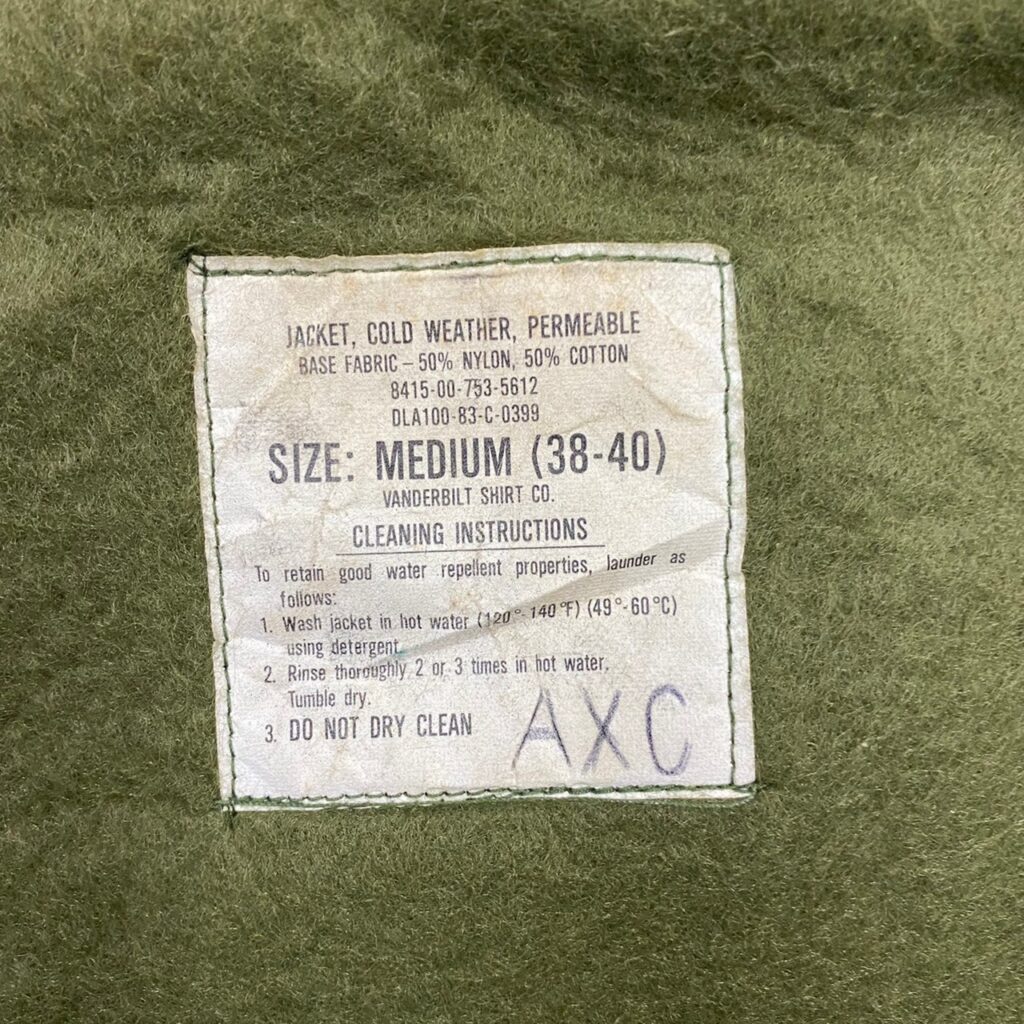 JACKET, COLD WEATHER, PERMEABLE
BASE FABRIC – 50% NYLON, 50% COTTON
8415-00-753-5612
DLA100-83-C-0399
SIZE: MEDIUM (38-40)
VANDERBILT SHIRT CO.
CLEANING INSTRUCTIONS
To retain good water repellent properties, launder as
follows:
1. Wash jacket in hot water (120°-140°F) (49°-60°C)
using detergent.
2. Rinse thoroughly 2 or 3 times in hot water.
Tumble dry.
3. DO NOT DRY CLEAN
AXC